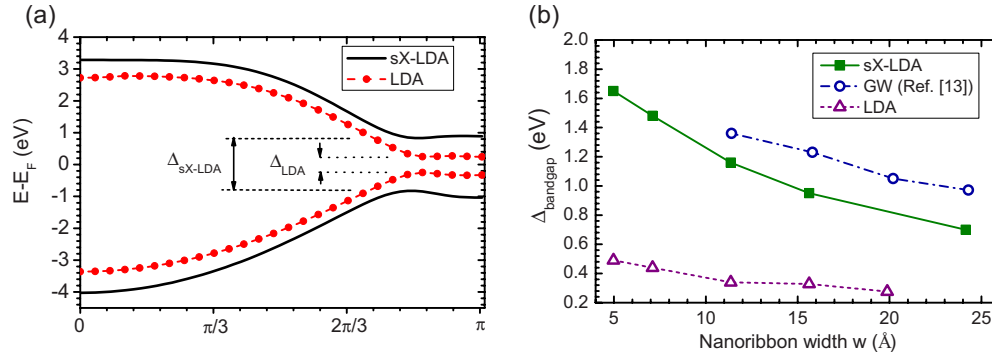 (a)
4
3
2
1
0
-1
-2
-3
-4
E-E_F (eV)
sX-LDA
LDA
Δ_sX-LDA
Δ_LDA
0
π/3
2π/3
π
(b)
2.0
1.8
1.6
1.4
1.2
1.0
0.8
0.6
0.4
0.2
Δ_bandgap (eV)
sX-LDA
GW (Ref. [13])
LDA
5
10
15
20
25
Nanoribbon width w (Å)